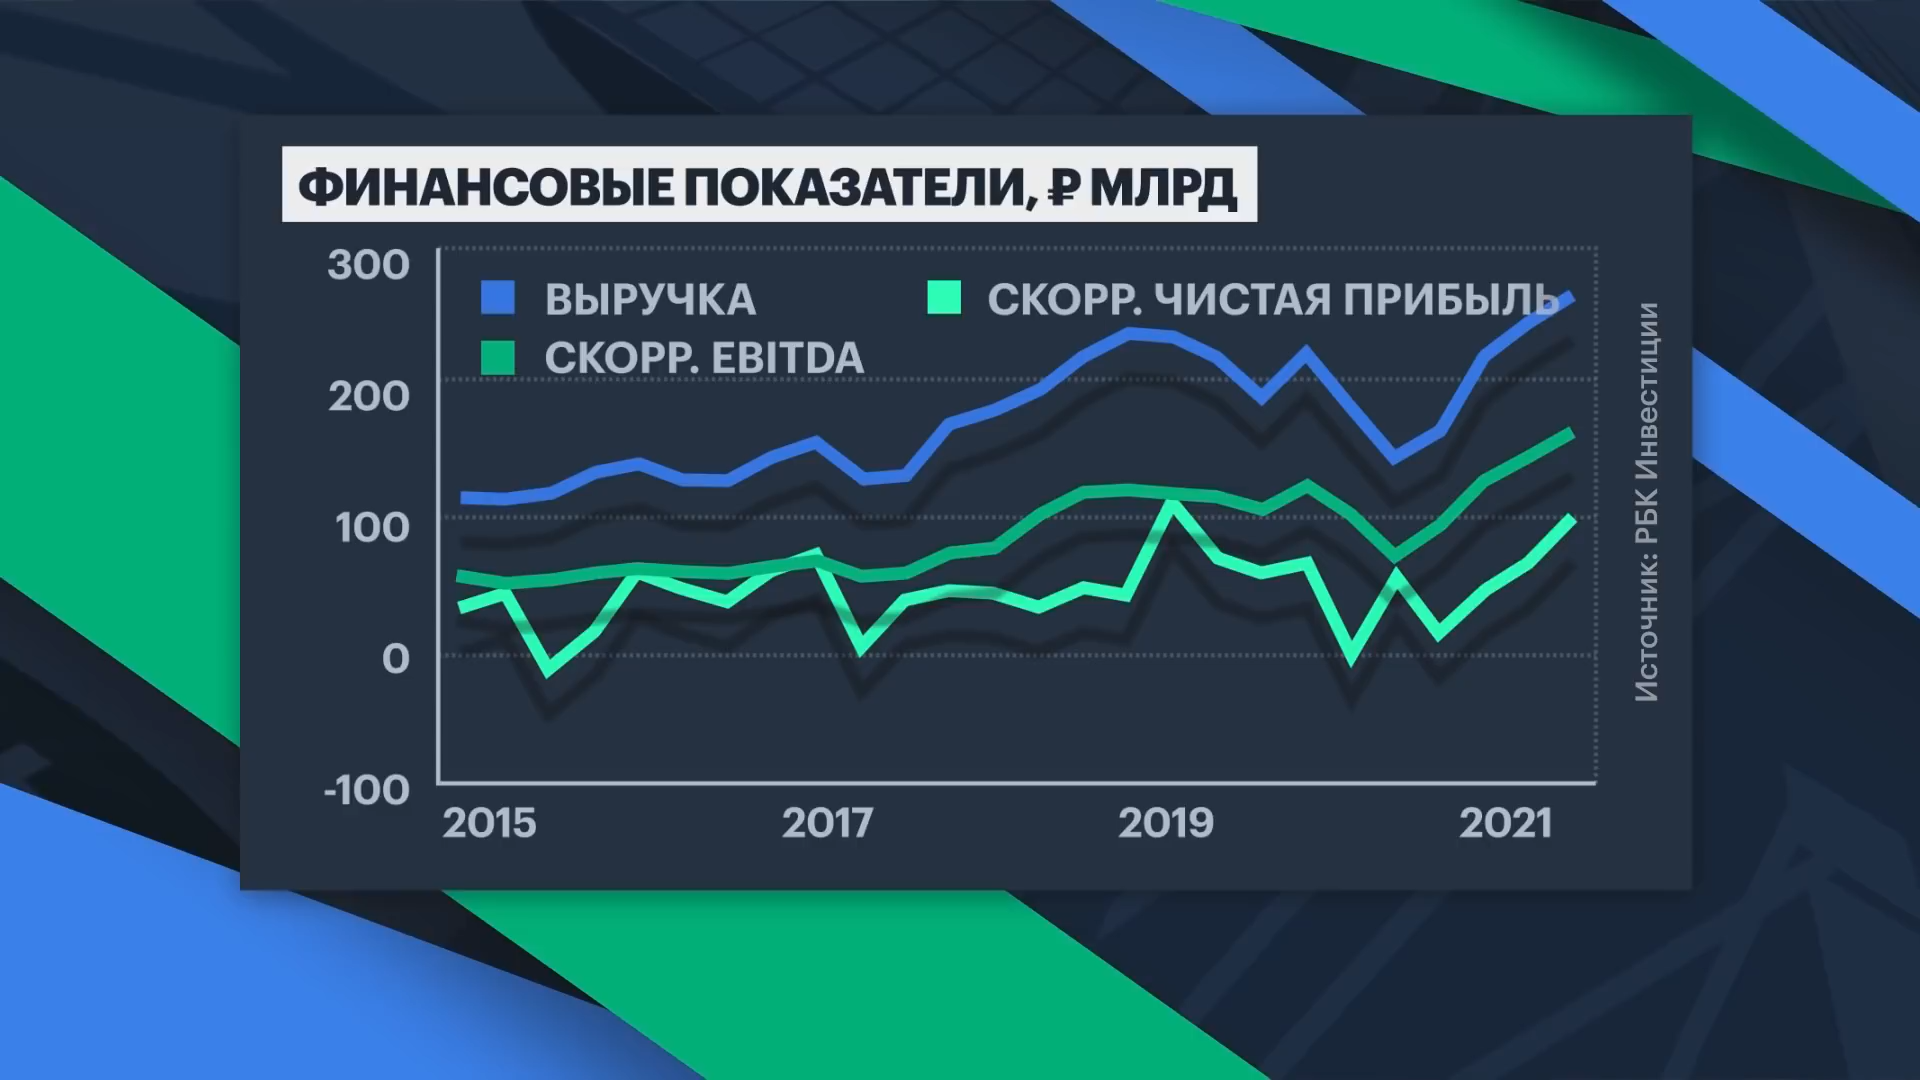 ФИНАНСОВЫЕ ПОКАЗАТЕЛИ, ₽ МЛРД
300
ВЫРУЧКА
СКОРР. ЧИСТАЯ ПРИБЫЛЬ
СКОРР. EBITDA
200
100
0
-100
2015
2017
2019
2021
Источник: РБК Инвестиции